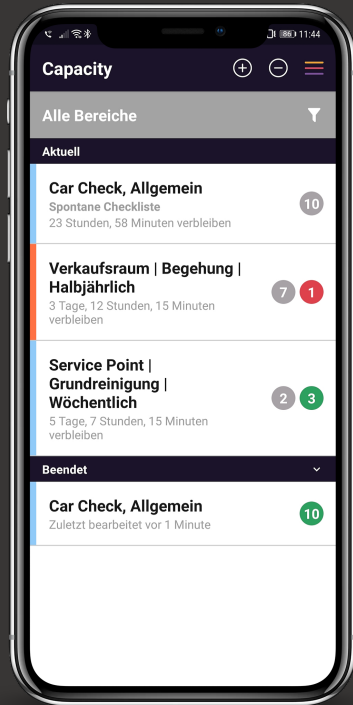 86 11:44
Capacity
Alle Bereiche
Aktuell
Car Check, Allgemein
Spontane Checkliste
23 Stunden, 58 Minuten verbleiben
10
Verkaufsraum | Begehung |
Halbjährlich
3 Tage, 12 Stunden, 15 Minuten
verbleiben
7 1
Service Point |
Grundreinigung |
Wöchentlich
5 Tage, 7 Stunden, 15 Minuten
verbleiben
2 3
Beendet
Car Check, Allgemein
Zuletzt bearbeitet vor 1 Minute
10